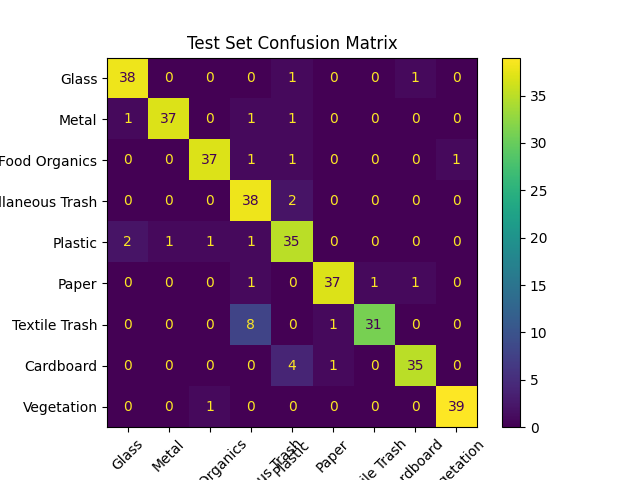 Test Set Confusion Matrix
Glass 38 0 0 0 1 0 0 1 0
Metal 1 37 0 1 1 0 0 0 0
Food Organics 0 0 37 1 1 0 0 0 1
llaneous Trash 0 0 0 38 2 0 0 0 0
Plastic 2 1 1 1 35 0 0 0 0
Paper 0 0 0 1 0 37 1 1 0
Textile Trash 0 0 0 8 0 1 31 0 0
Cardboard 0 0 0 0 4 1 0 35 0
Vegetation 0 0 1 0 0 0 0 0 39
Glass
Metal
Organics
us Trash
Plastic
Paper
ile Trash
rdboard
getation
35
30
25
20
15
10
5
0